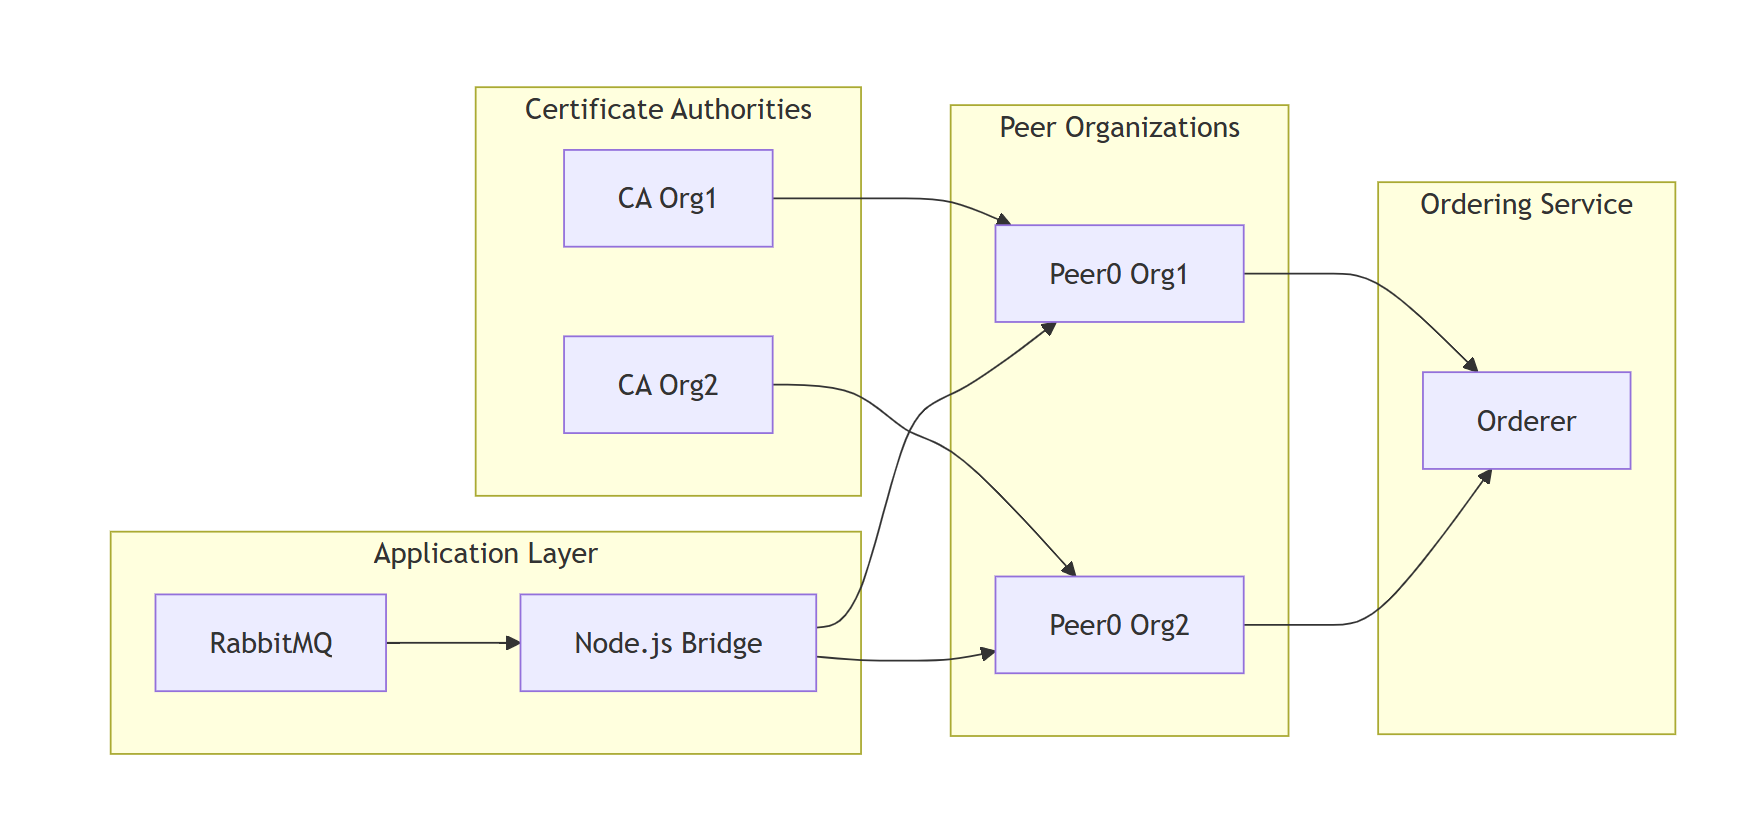 Certificate Authorities
CA Org1
CA Org2
Application Layer
RabbitMQ
Node.js Bridge
Peer Organizations
Peer0 Org1
Peer0 Org2
Ordering Service
Orderer